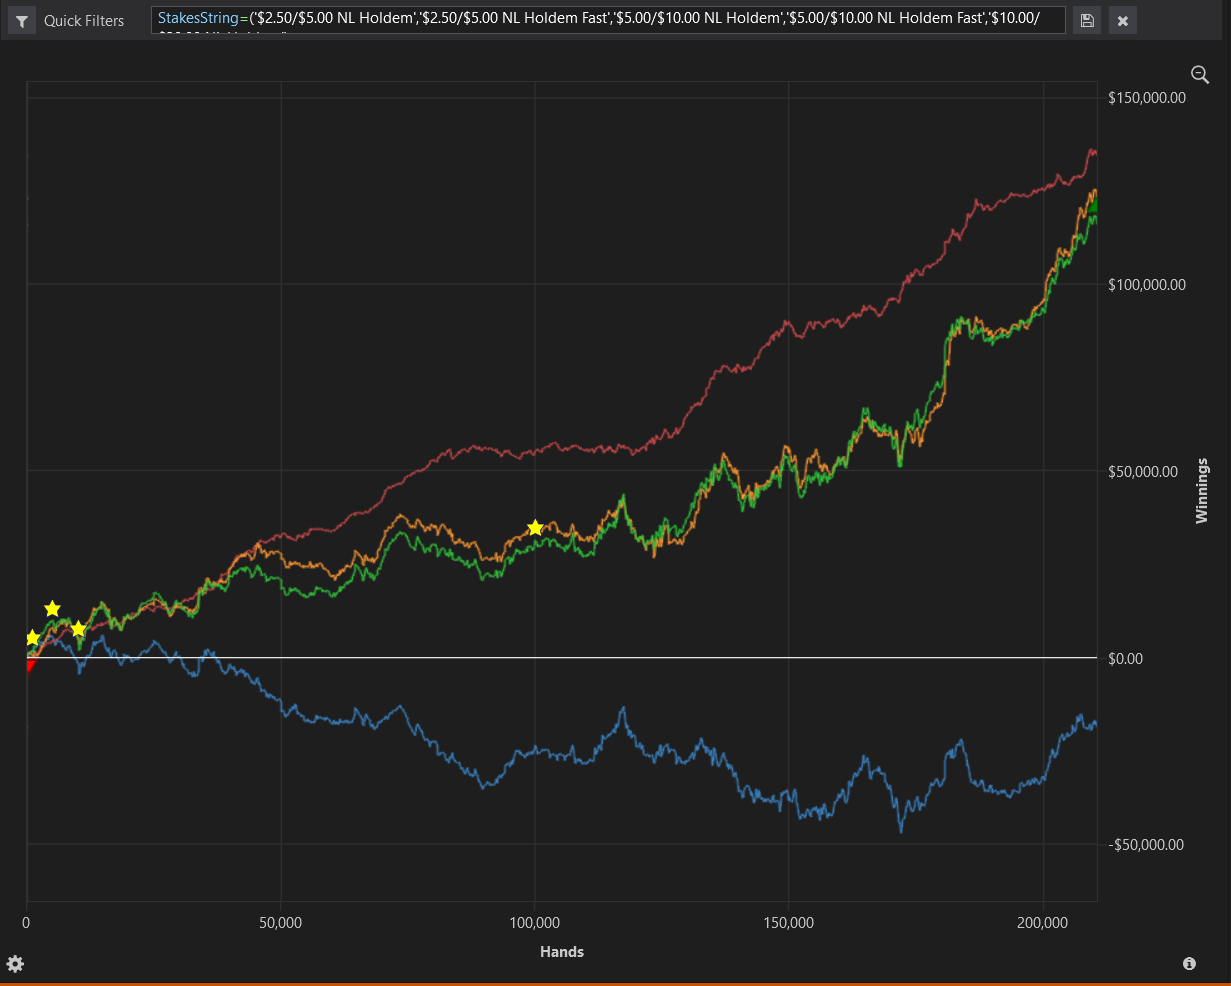 Quick Filters
StakesString=('$2.50/$5.00 NL Holdem','$2.50/$5.00 NL Holdem Fast','$5.00/$10.00 NL Holdem','$5.00/$10.00 NL Holdem Fast','$10.00/
$150,000.00
$100,000.00
$50,000.00
Winnings
$0.00
-$50,000.00
0
50,000
100,000
150,000
200,000
Hands